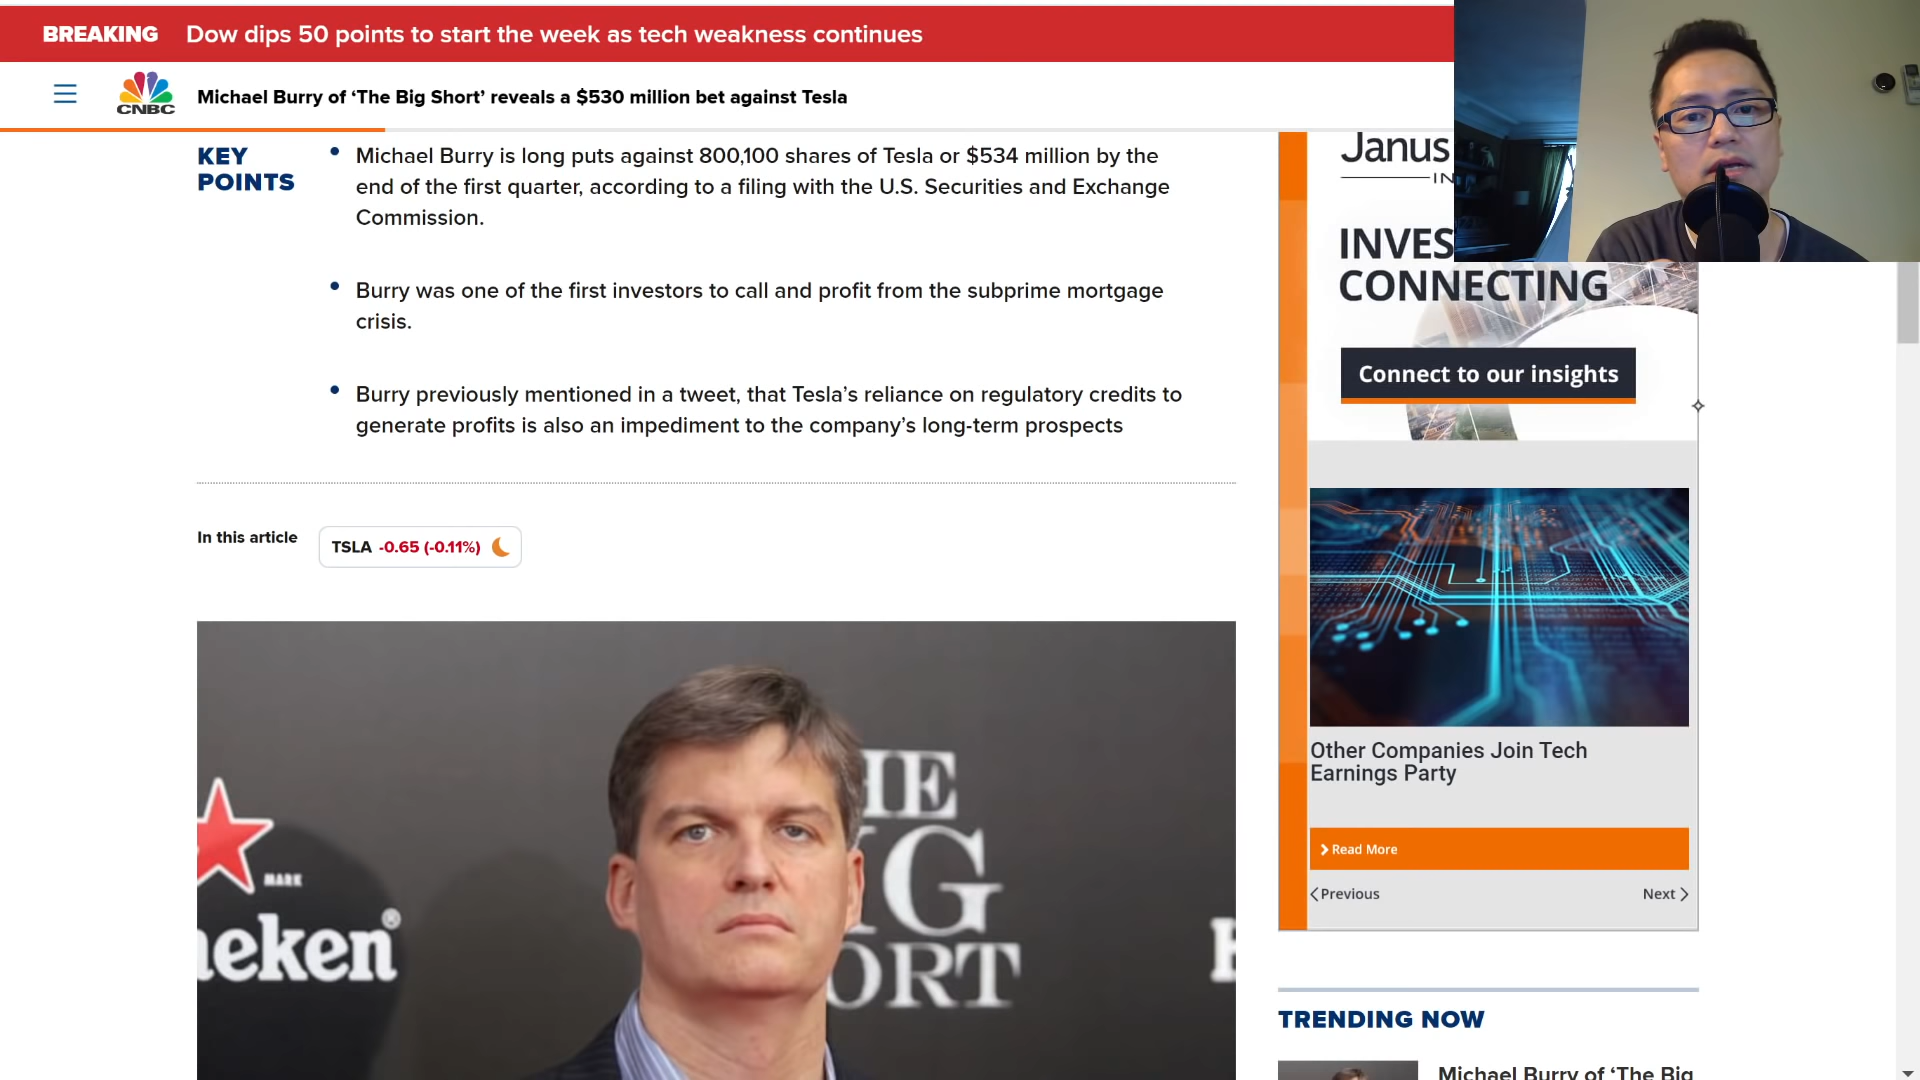 BREAKING Dow dips 50 points to start the week as tech weakness continues
CNBC
Michael Burry of ‘The Big Short’ reveals a $530 million bet against Tesla
KEY
POINTS
• Michael Burry is long puts against 800,100 shares of Tesla or $534 million by the
end of the first quarter, according to a filing with the U.S. Securities and Exchange
Commission.
• Burry was one of the first investors to call and profit from the subprime mortgage
crisis.
• Burry previously mentioned in a tweet, that Tesla’s reliance on regulatory credits to
generate profits is also an impediment to the company’s long-term prospects
In this article
TSLA -0.65 (-0.11%)
MARK
neken®
HE
IG
ORT
Janus
IN
INVES
CONNECTING
Connect to our insights
Other Companies Join Tech
Earnings Party
Read More
Previous
Next
TRENDING NOW
Michael Burry of ‘The Big